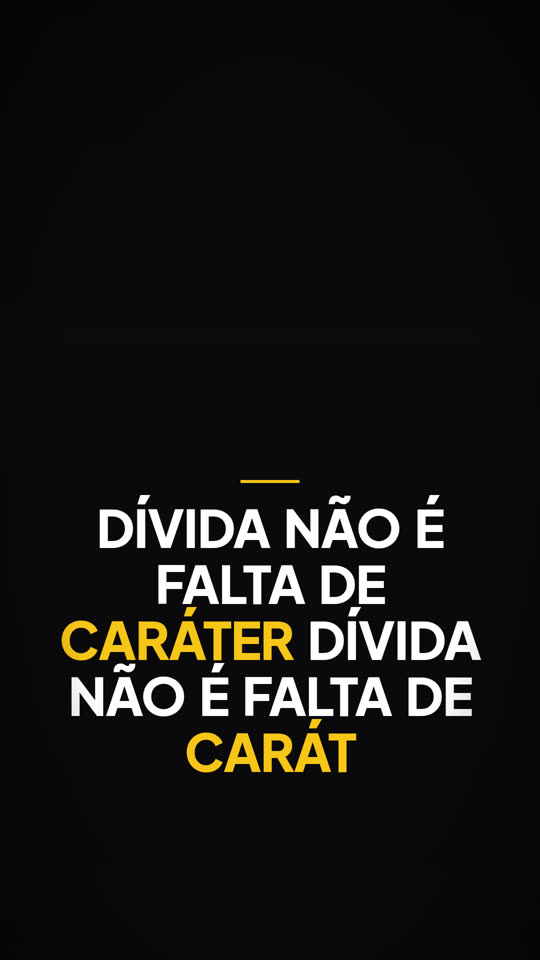 DÍVIDA NÃO É
FALTA DE
CARÁTER DÍVIDA
NÃO É FALTA DE
CARÁT